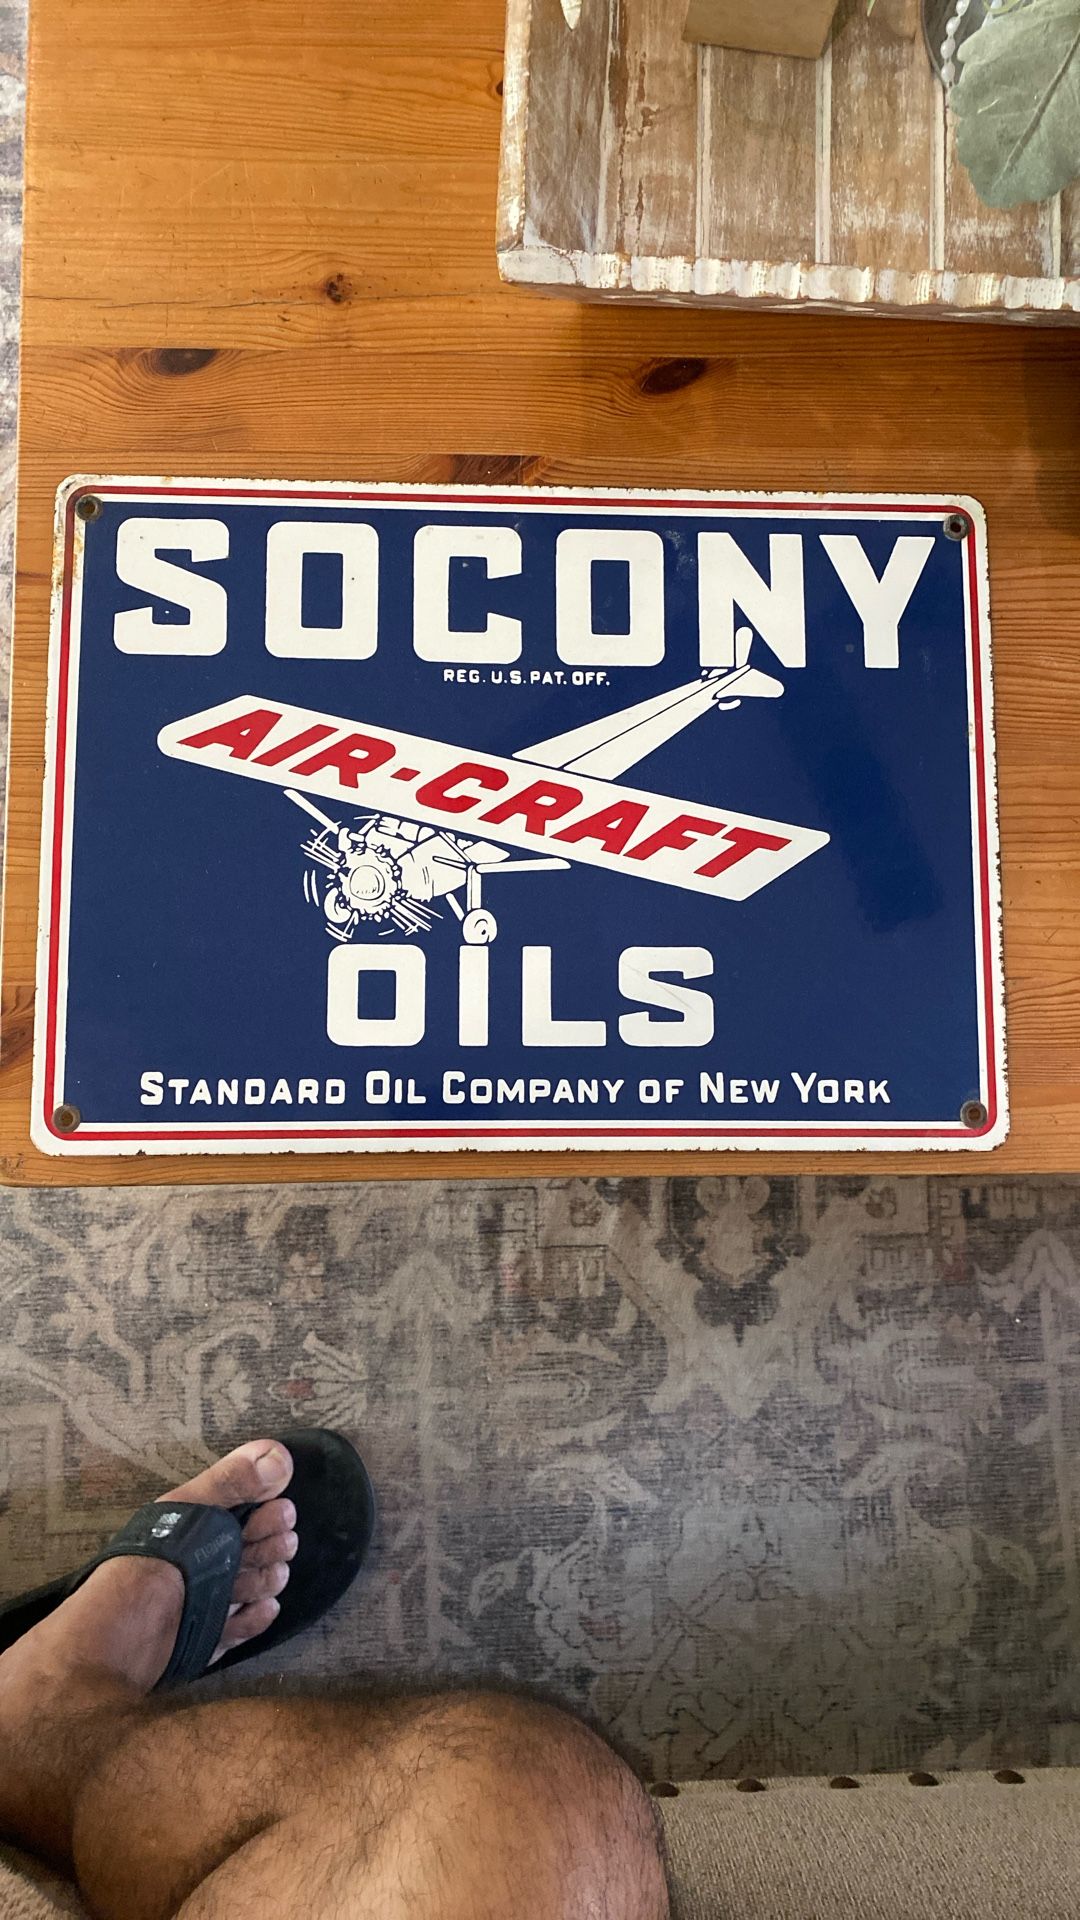 SOCONY
REG. U.S. PAT. OFF.
AIR-CRAFT
OILS
STANDARD OIL COMPANY OF NEW YORK